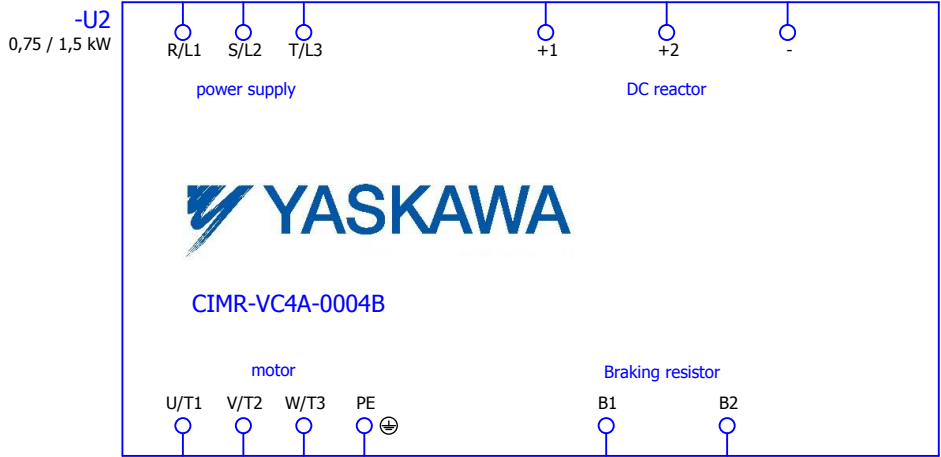 -U2
0,75 / 1,5 kW
R/L1 S/L2 T/L3 +1 +2 -
power supply DC reactor
YASKAWA
CIMR-VC4A-0004B
motor Braking resistor
U/T1 V/T2 W/T3 PE B1 B2